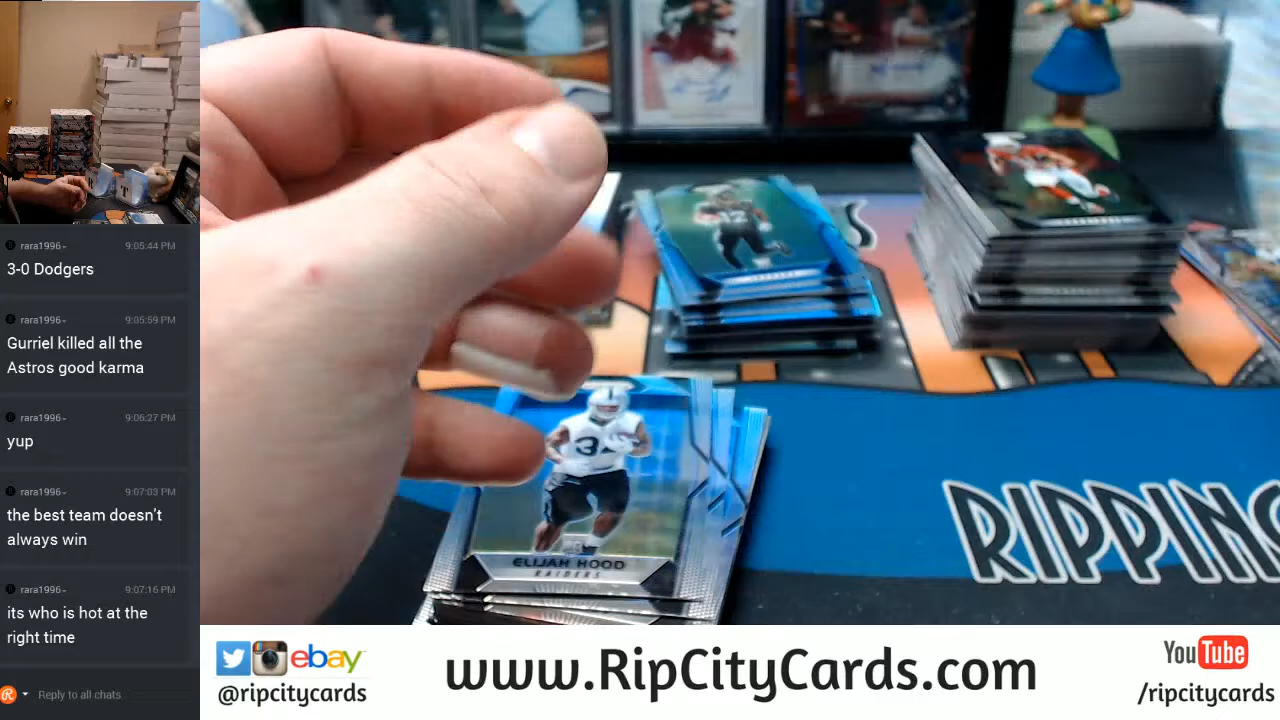 rara1996- 9:05:44 PM
3-0 Dodgers
rara1996- 9:05:59 PM
Gurriel killed all the
Astros good karma
rara1996- 9:06:27 PM
yup
rara1996- 9:07:03 PM
the best team doesn't
always win
rara1996- 9:07:16 PM
its who is hot at the
right time
Reply to all chats
ELIJAH HOOD
RAIDERS
RIPPING
ebay
@ripcitycards
www.RipCityCards.com
YouTube
/ripcitycards